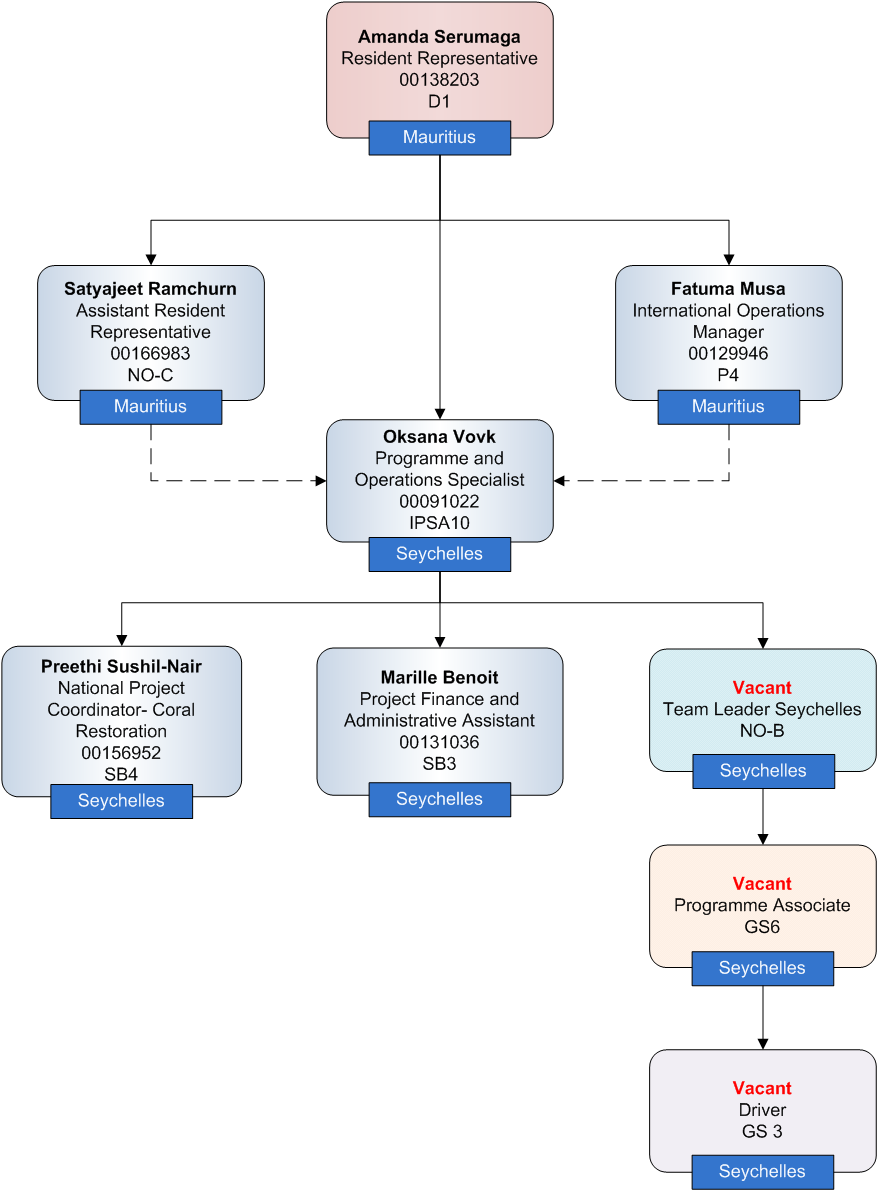 Amanda Serumaga
Resident Representative
00138203
D1
Mauritius
Satyajeet Ramchurn
Assistant Resident
Representative
00166983
NO-C
Mauritius
Fatuma Musa
International Operations
Manager
00129946
P4
Mauritius
Oksana Vovk
Programme and
Operations Specialist
00091022
IPSA10
Seychelles
Preethi Sushil-Nair
National Project
Coordinator- Coral
Restoration
00156952
SB4
Seychelles
Marille Benoit
Project Finance and
Administrative Assistant
00131036
SB3
Seychelles
Vacant
Team Leader Seychelles
NO-B
Seychelles
Vacant
Programme Associate
GS6
Seychelles
Vacant
Driver
GS 3
Seychelles